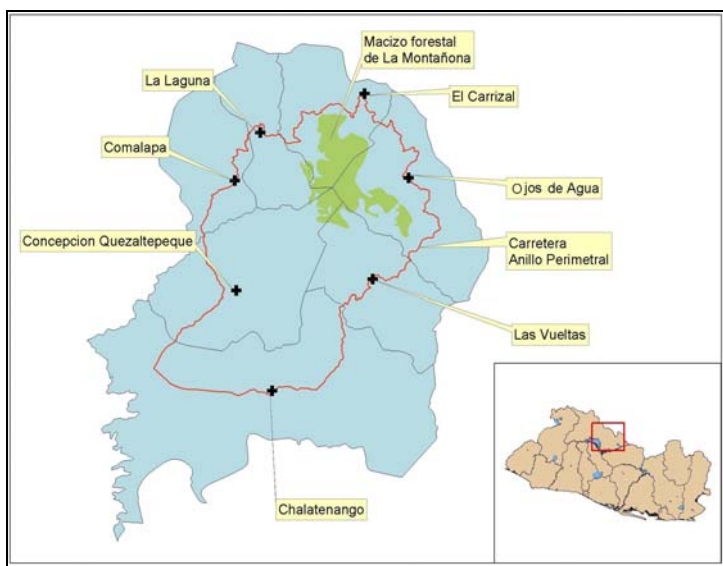 Macizo forestal
de La Montañona
La Laguna
El Carrizal
Comalapa
Ojos de Agua
Concepcion Quezaltepeque
Carretera
Anillo Perimetral
Las Vueltas
Chalatenango